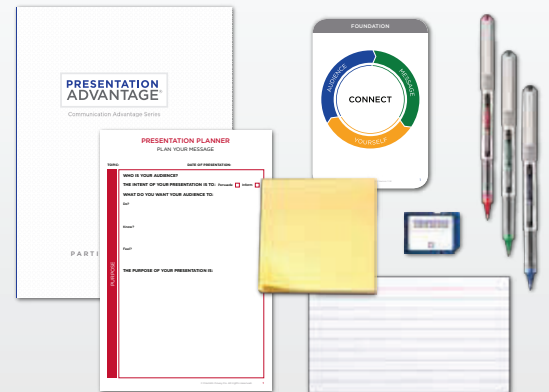 PRESENTATION
ADVANTAGE
Communication Advantage Series
PARTI
PRESENTATION PLANNER
PLAN YOUR MESSAGE
TOPIC:
DATE OF PRESENTATION:
PURPOSE
WHO IS YOUR AUDIENCE?
THE INTENT OF YOUR PRESENTATION IS TO: Persuade Inform
WHAT DO YOU WANT YOUR AUDIENCE TO:
Do?
Know?
Feel?
THE PURPOSE OF YOUR PRESENTATION IS:
FOUNDATION
AUDIENCE
MESSAGE
YOURSELF
CONNECT